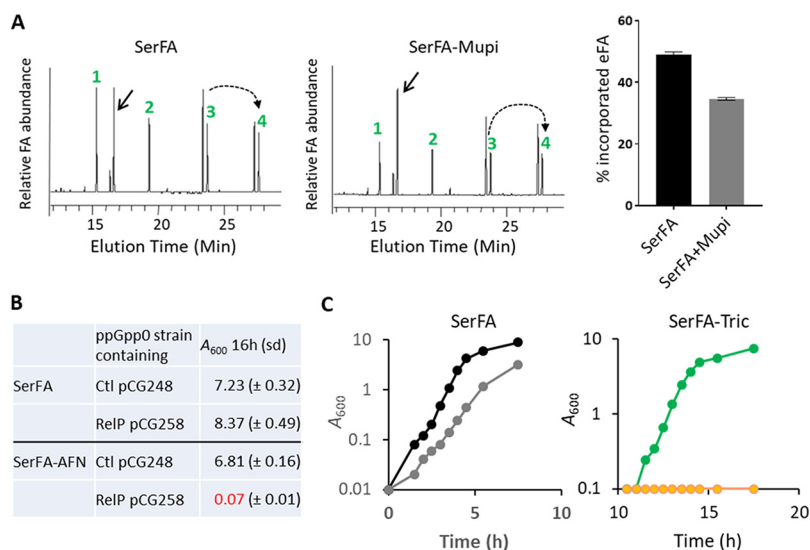 A
SerFA
Relative FA abundance
1
2
3
4
15
20
25
Elution Time (Min)
SerFA-Mupi
Relative FA abundance
1
2
3
4
15
20
25
Elution Time (Min)
% incorporated eFA
60
40
20
0
SerFA
SerFA+Mupi
B
ppGpp0 strain
containing
A600 16h (sd)
SerFA
Ctl pCG248
7.23 (± 0.32)
RelP pCG258
8.37 (± 0.49)
SerFA-AFN
Ctl pCG248
6.81 (± 0.16)
RelP pCG258
0.07 (± 0.01)
C
SerFA
A600
10
1
0.1
0.01
0
5
10
Time (h)
SerFA-Tric
A600
10
1
0.1
10
15
20
Time (h)